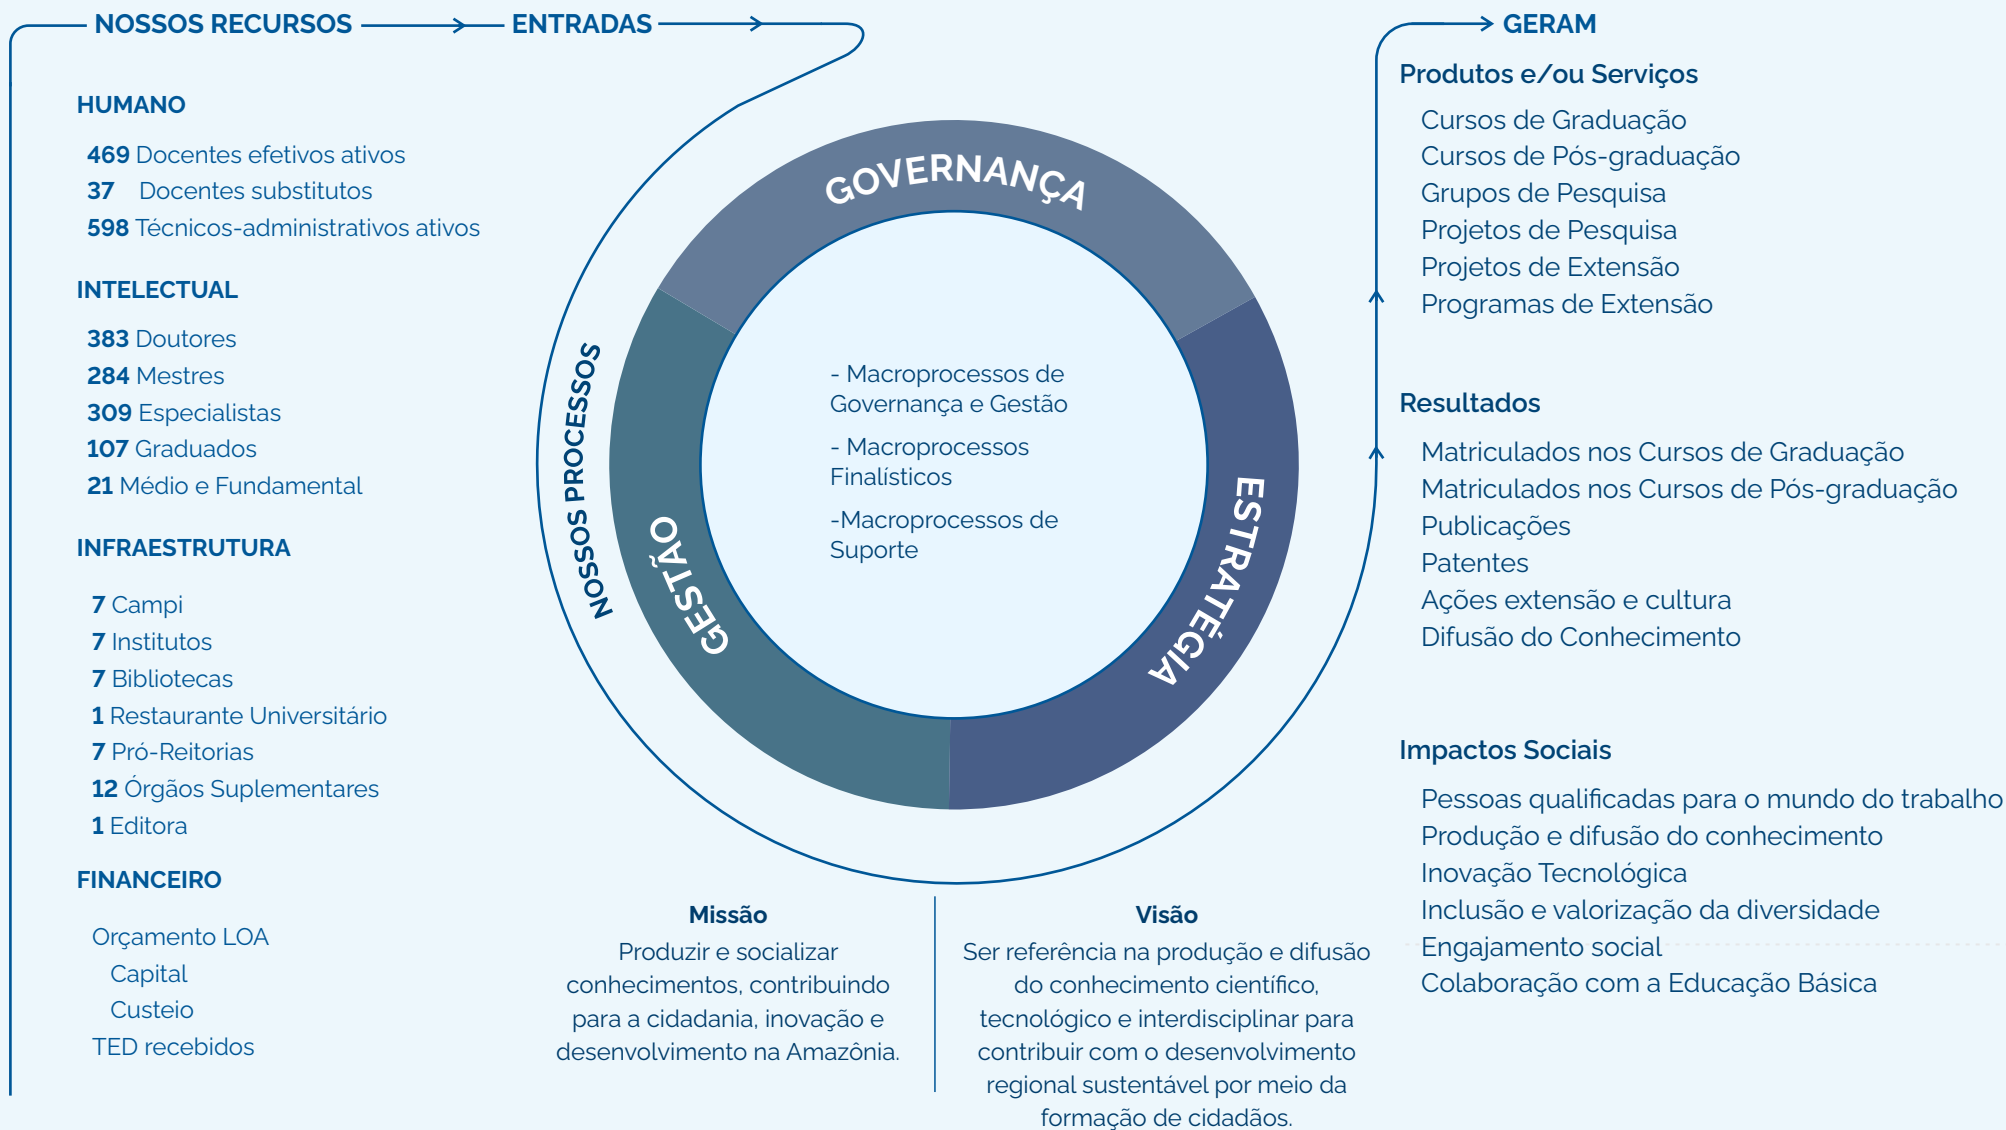 NOSSOS RECURSOS
ENTRADAS
HUMANO
469 Docentes efetivos ativos
37 Docentes substitutos
598 Técnicos-administrativos ativos
INTELECTUAL
383 Doutores
284 Mestres
309 Especialistas
107 Graduados
21 Médio e Fundamental
INFRAESTRUTURA
7 Campi
7 Institutos
7 Bibliotecas
1 Restaurante Universitário
7 Pró-Reitorias
12 Órgãos Suplementares
1 Editora
FINANCEIRO
Orçamento LOA
Capital
Custeio
TED recebidos
NOSSOS PROCESSOS
GOVERNANÇA
GESTÃO
ESTRATÉGIA
- Macroprocessos de
Governança e Gestão
- Macroprocessos
Finalísticos
-Macroprocessos de
Suporte
Missão
Produzir e socializar
conhecimentos, contribuindo
para a cidadania, inovação e
desenvolvimento na Amazônia.
Visão
Ser referência na produção e difusão
do conhecimento científico,
tecnológico e interdisciplinar para
contribuir com o desenvolvimento
regional sustentável por meio da
formação de cidadãos.
GERAM
Produtos e/ou Serviços
Cursos de Graduação
Cursos de Pós-graduação
Grupos de Pesquisa
Projetos de Pesquisa
Projetos de Extensão
Programas de Extensão
Resultados
Matriculados nos Cursos de Graduação
Matriculados nos Cursos de Pós-graduação
Publicações
Patentes
Ações extensão e cultura
Difusão do Conhecimento
Impactos Sociais
Pessoas qualificadas para o mundo do trabalho
Produção e difusão do conhecimento
Inovação Tecnológica
Inclusão e valorização da diversidade
Engajamento social
Colaboração com a Educação Básica